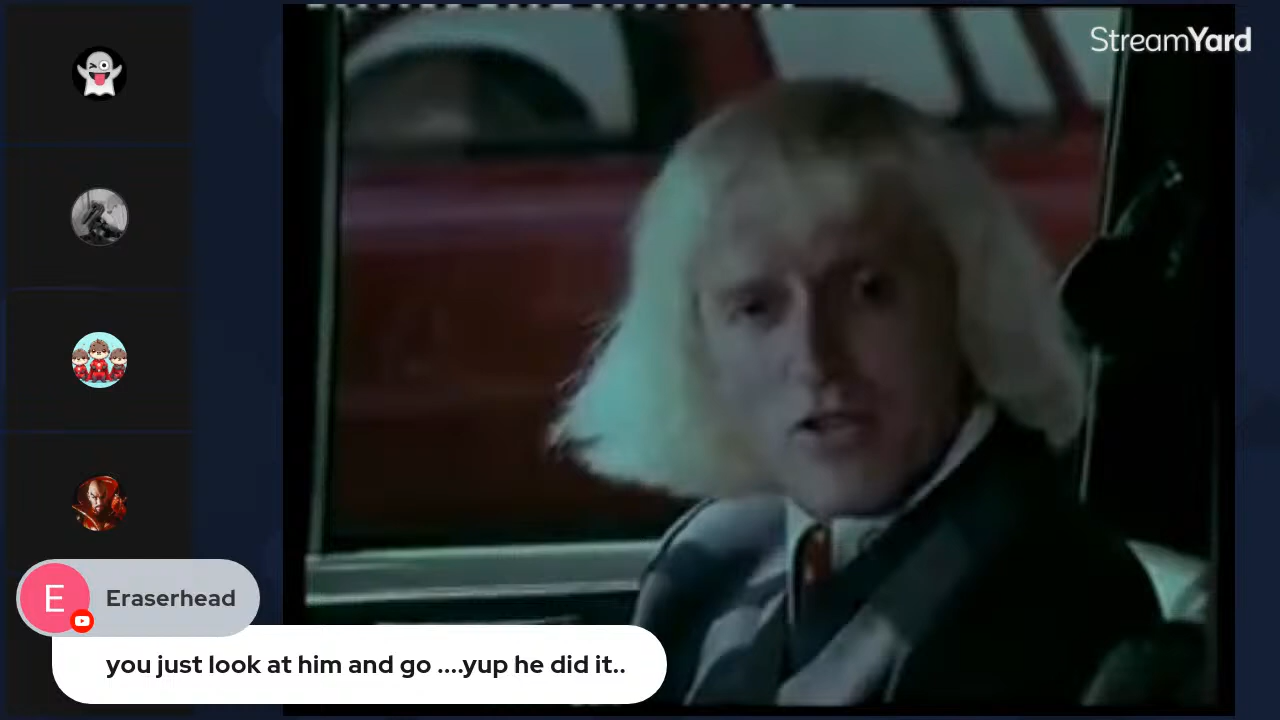 StreamYard
E
Eraserhead
you just look at him and go ....yup he did it..